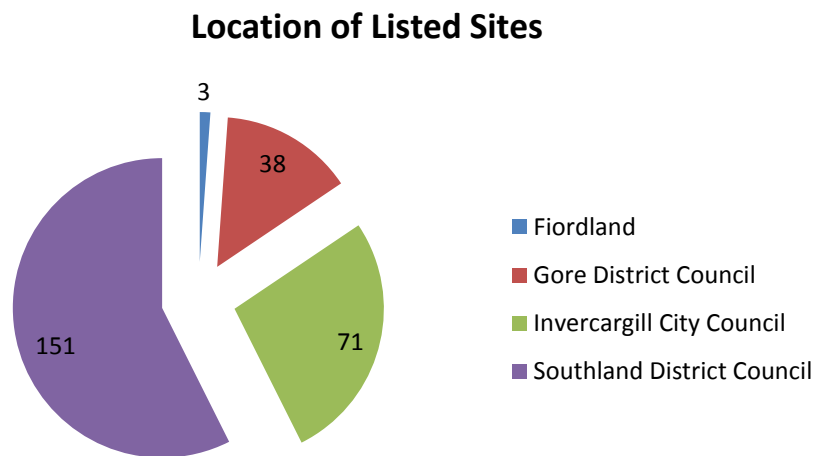 Location of Listed Sites
3
38
71
151
Fiordland
Gore District Council
Invercargill City Council
Southland District Council